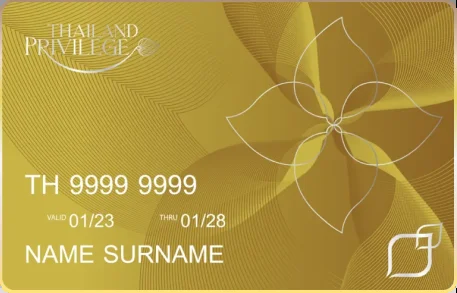 THAILAND
PRIVILEGE
TH 9999 9999
VALID 01/23 THRU 01/28
NAME SURNAME